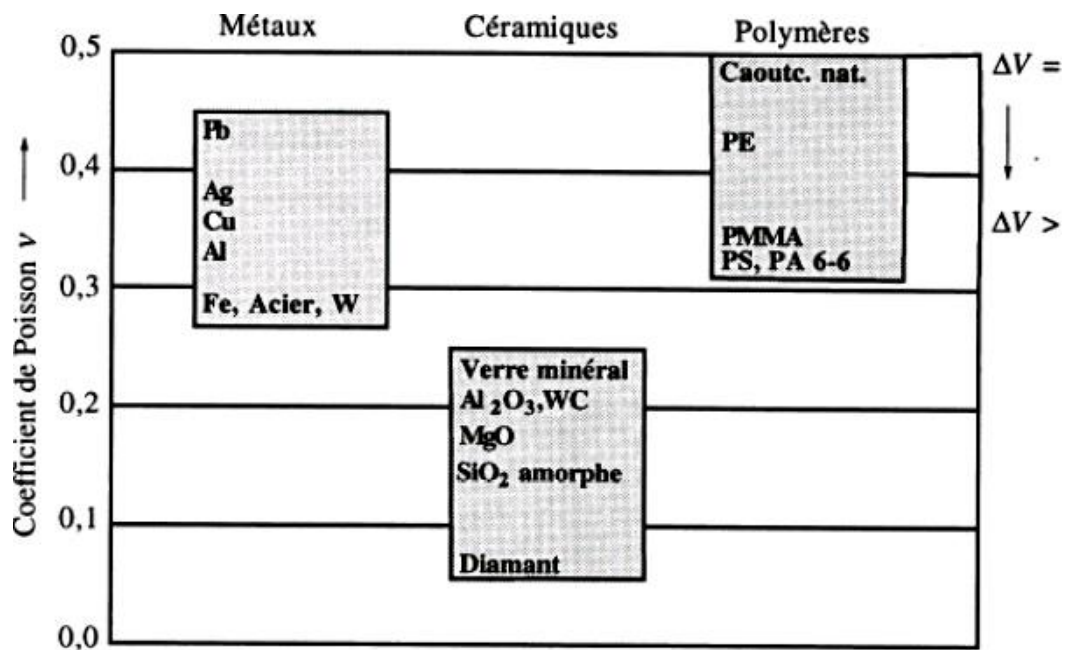 Métaux
Céramiques
Polymères
Coefficient de Poisson ν
0,5
0,4
0,3
0,2
0,1
0,0
Pb
Ag
Cu
Al
Fe, Acier, W
Verre minéral
Al₂O₃,WC
MgO
SiO₂ amorphe
Diamant
Caoutc. nat.
PE
PMMA
PS, PA 6-6
ΔV =
ΔV >